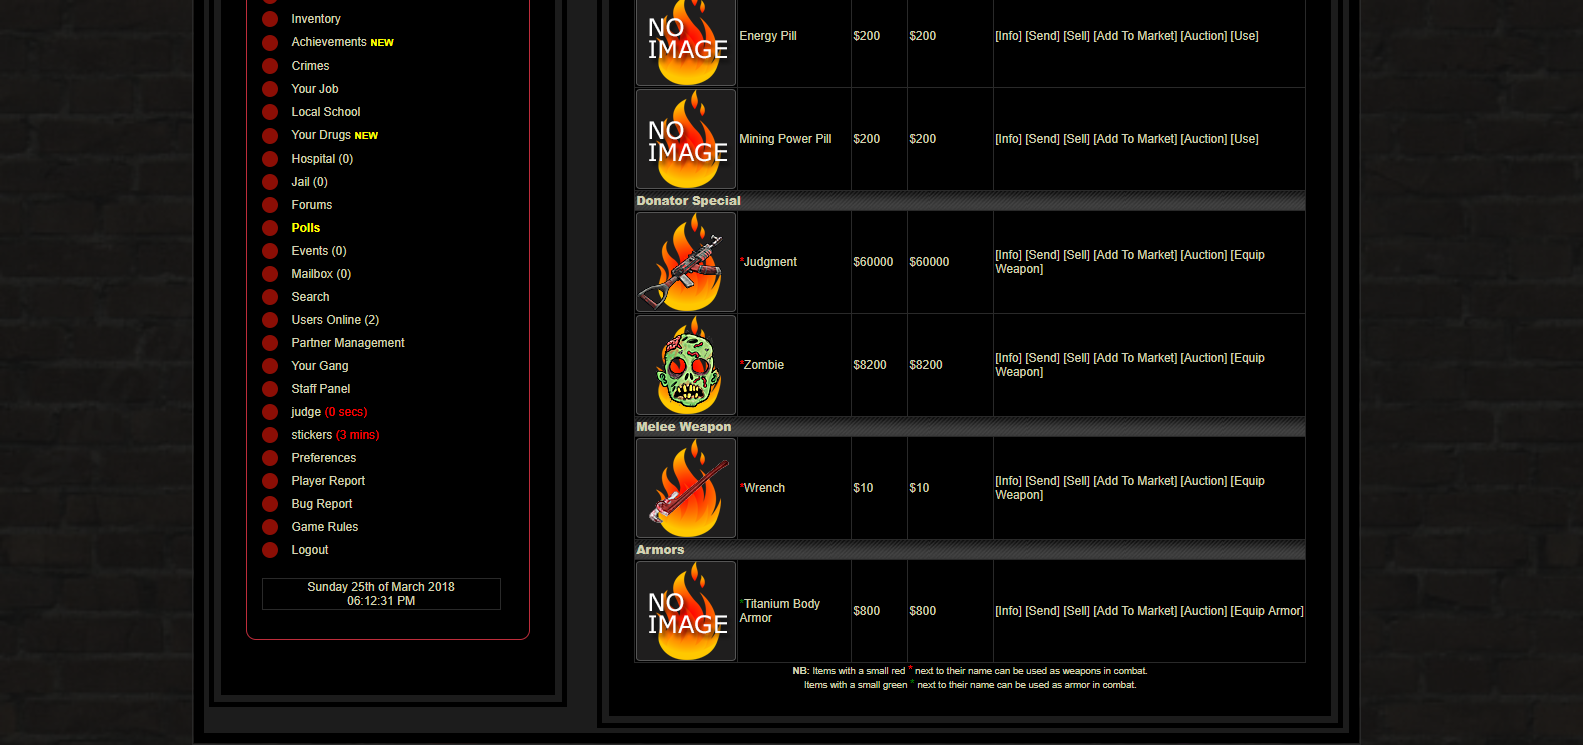 Inventory
Achievements NEW
Crimes
Your Job
Local School
Your Drugs NEW
Hospital (0)
Jail (0)
Forums
Polls
Events (0)
Mailbox (0)
Search
Users Online (2)
Partner Management
Your Gang
Staff Panel
judge (0 secs)
stickers (3 mins)
Preferences
Player Report
Bug Report
Game Rules
Logout
Sunday 25th of March 2018
06:12:31 PM
NO
IMAGE
Energy Pill $200 $200 [Info] [Send] [Sell] [Add To Market] [Auction] [Use]
NO
IMAGE
Mining Power Pill $200 $200 [Info] [Send] [Sell] [Add To Market] [Auction] [Use]
Donator Special
*Judgment $60000 $60000 [Info] [Send] [Sell] [Add To Market] [Auction] [Equip
Weapon]
*Zombie $8200 $8200 [Info] [Send] [Sell] [Add To Market] [Auction] [Equip
Weapon]
Melee Weapon
*Wrench $10 $10 [Info] [Send] [Sell] [Add To Market] [Auction] [Equip
Weapon]
Armors
NO
IMAGE
*Titanium Body
Armor $800 $800 [Info] [Send] [Sell] [Add To Market] [Auction] [Equip Armor]
NB: Items with a small red * next to their name can be used as weapons in combat.
Items with a small green * next to their name can be used as armor in combat.